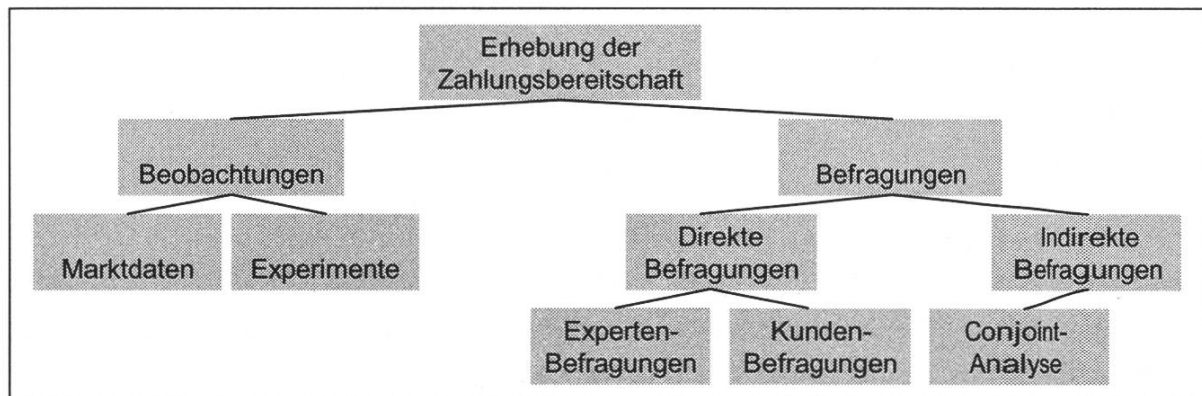 Erhebung der
Zahlungsbereitschaft
Beobachtungen
Befragungen
Marktdaten
Experimente
Direkte
Befragungen
Indirekte
Befragungen
Experten-
Befragungen
Kunden-
Befragungen
Conjoint-
Analyse